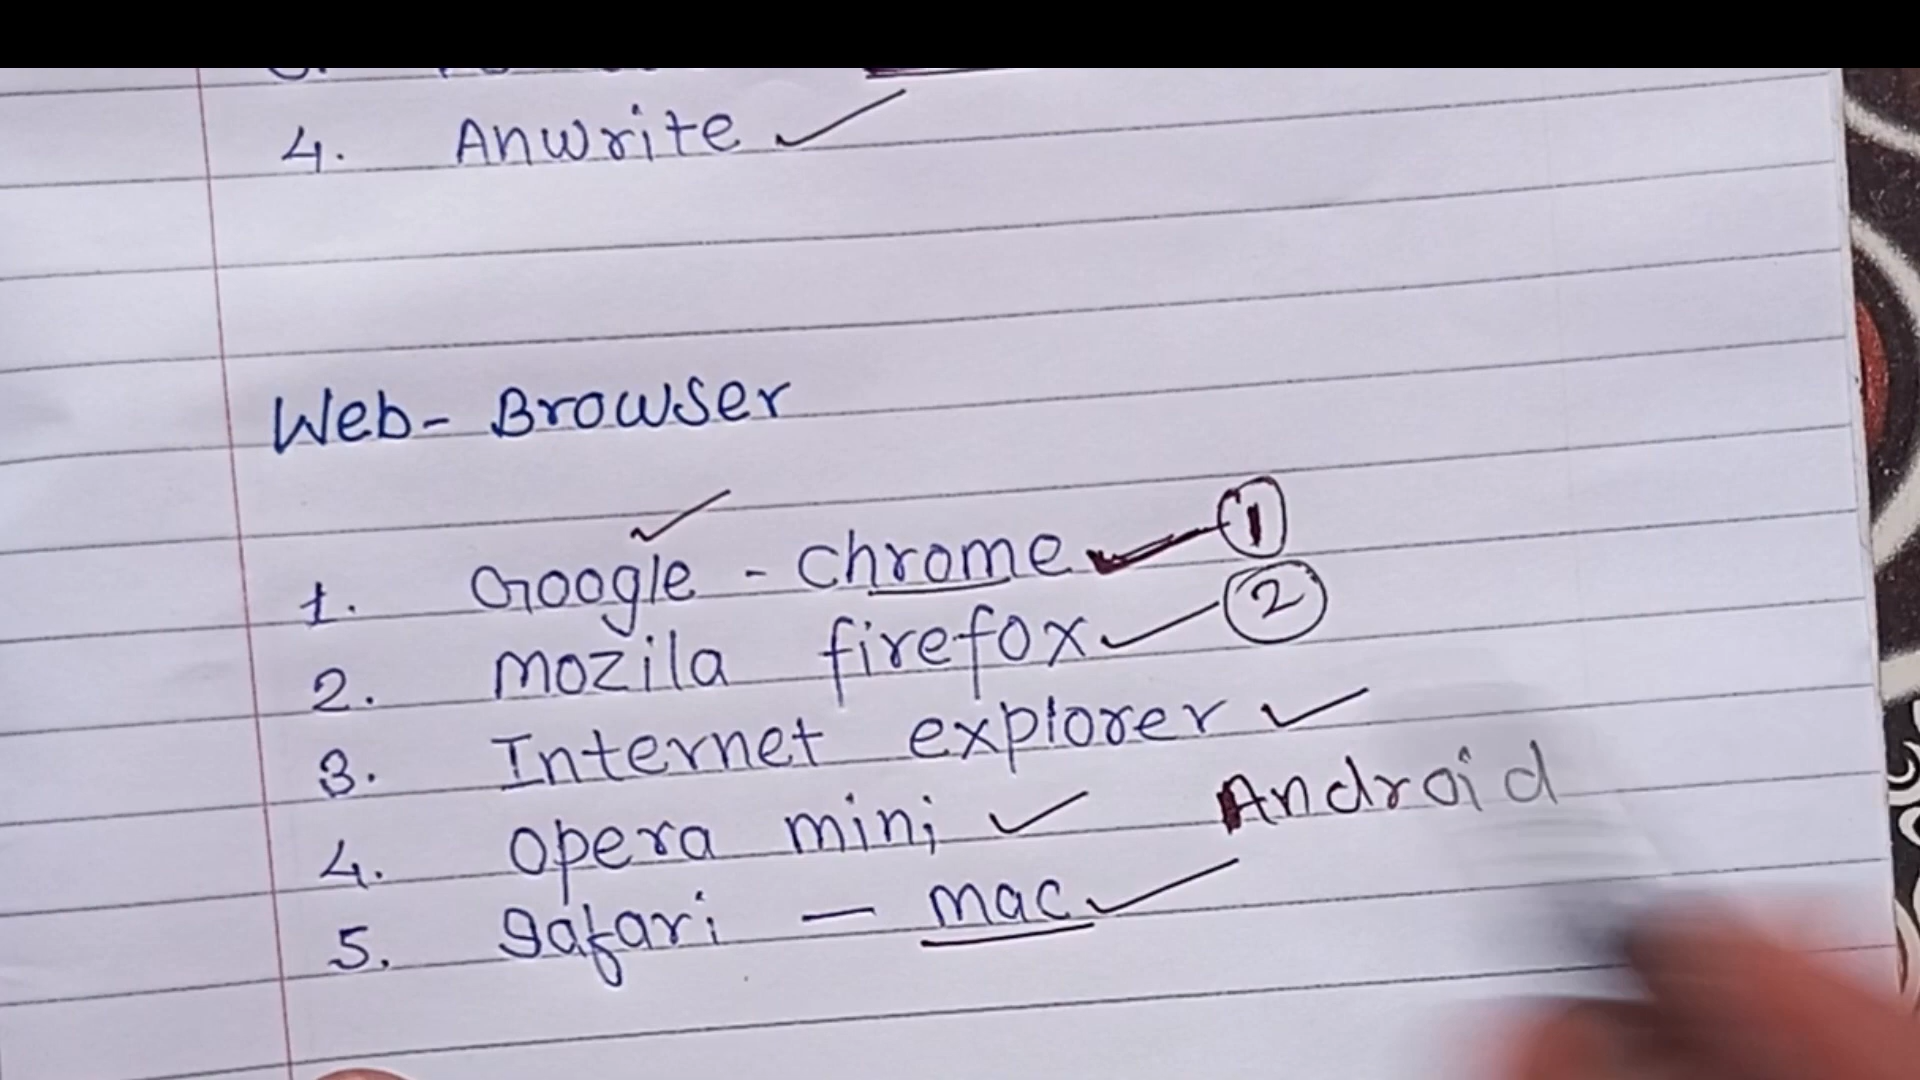 4. Anwrite
Web- Browser
1. Google - Chrome 1
2. mozila firefox 2
3. Internet explorer
4. opera mini Android
5. Safari — mac